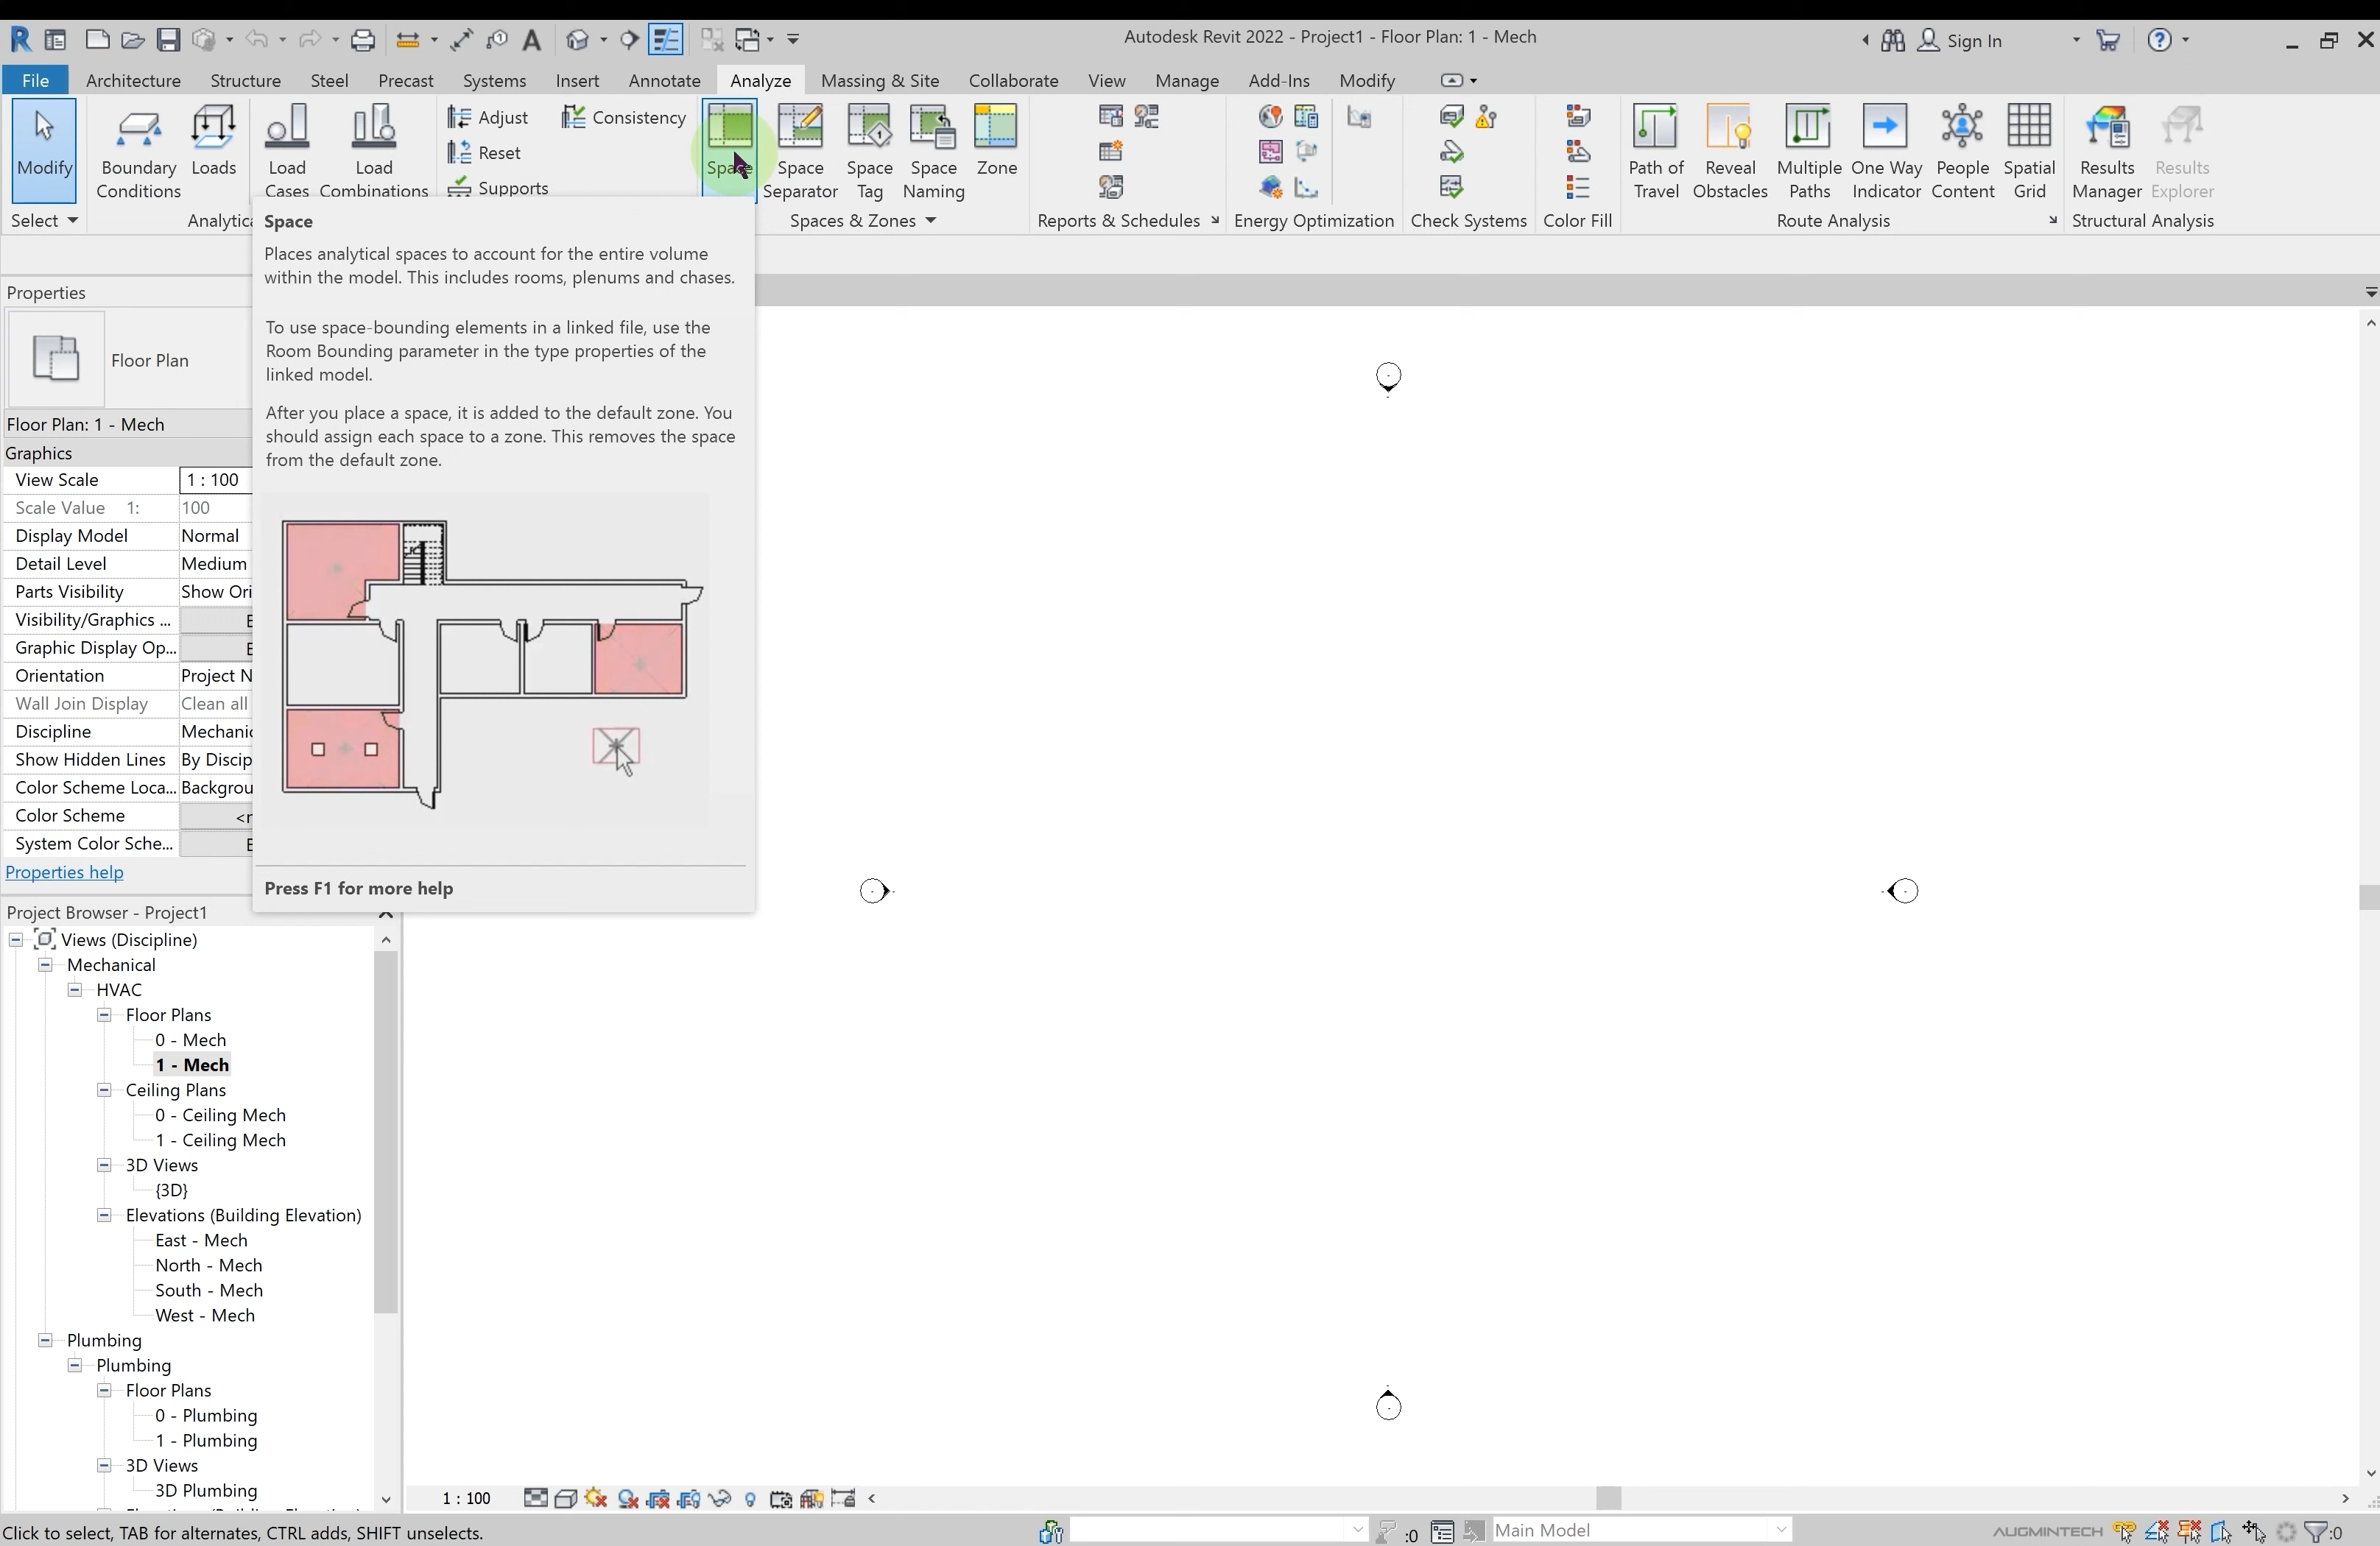 Autodesk Revit 2022 - Project1 - Floor Plan: 1 - Mech
Sign In
File Architecture Structure Steel Precast Systems Insert Annotate Analyze Massing & Site Collaborate View Manage Add-Ins Modify
Modify
Boundary Conditions
Loads
Load Cases
Load Combinations
Adjust
Reset
Supports
Consistency
Space
Space Separator
Space Tag
Space Naming
Zone
Path of Travel
Reveal Obstacles
Multiple Paths
One Way Indicator
People Content
Spatial Grid
Results Manager
Results Explorer
Select
Spaces & Zones
Reports & Schedules
Energy Optimization
Check Systems
Color Fill
Route Analysis
Structural Analysis
Space
Places analytical spaces to account for the entire volume
within the model. This includes rooms, plenums and chases.
To use space-bounding elements in a linked file, use the
Room Bounding parameter in the type properties of the
linked model.
After you place a space, it is added to the default zone. You
should assign each space to a zone. This removes the space
from the default zone.
Press F1 for more help
Properties
Floor Plan
Floor Plan: 1 - Mech
Graphics
View Scale 1 : 100
Scale Value 1: 100
Display Model Normal
Detail Level Medium
Parts Visibility Show Ori
Visibility/Graphics ...
Graphic Display Op...
Orientation Project N
Wall Join Display Clean all
Discipline Mechanic
Show Hidden Lines By Discip
Color Scheme Loca... Backgrou
Color Scheme
System Color Sche...
Properties help
Project Browser - Project1
Views (Discipline)
Mechanical
HVAC
Floor Plans
0 - Mech
1 - Mech
Ceiling Plans
0 - Ceiling Mech
1 - Ceiling Mech
3D Views
{3D}
Elevations (Building Elevation)
East - Mech
North - Mech
South - Mech
West - Mech
Plumbing
Plumbing
Floor Plans
0 - Plumbing
1 - Plumbing
3D Views
3D Plumbing
1 : 100
Click to select, TAB for alternates, CTRL adds, SHIFT unselects.
:0
Main Model
AUGMINTECH
:0